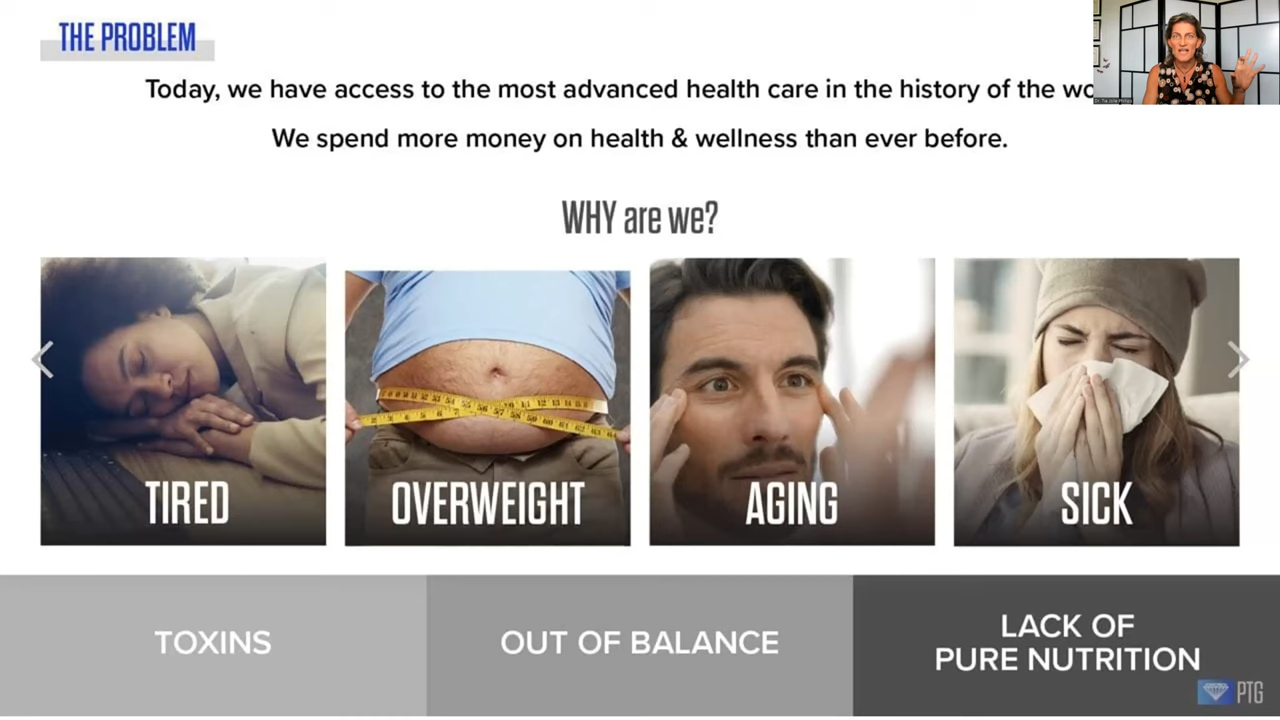 THE PROBLEM
Today, we have access to the most advanced health care in the history of the wo
We spend more money on health & wellness than ever before.
WHY are we?
TIRED
OVERWEIGHT
AGING
SICK
TOXINS
OUT OF BALANCE
LACK OF
PURE NUTRITION
PTG